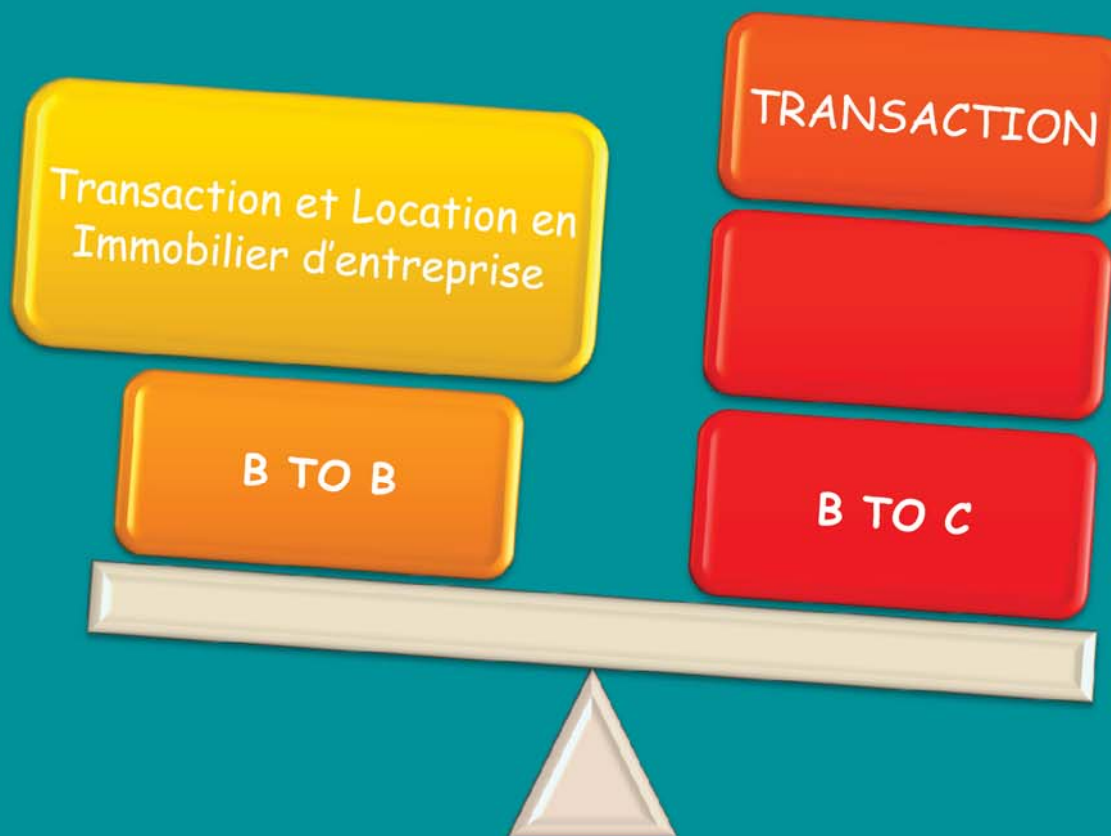 Transaction et Location en
Immobilier d'entreprise
B TO B
TRANSACTION
B TO C